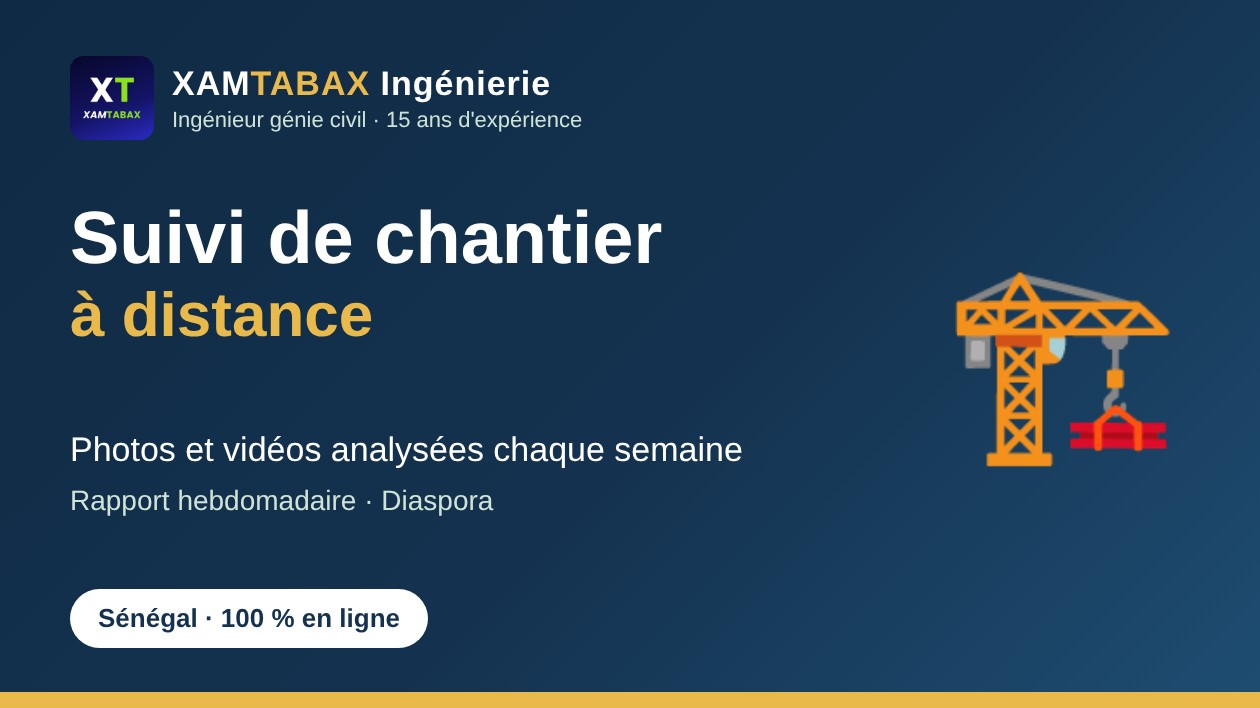 XT
XAMTABAX
XAMTABAX Ingénierie
Ingénieur génie civil · 15 ans d'expérience
Suivi de chantier
à distance
Photos et vidéos analysées chaque semaine
Rapport hebdomadaire · Diaspora
Sénégal · 100 % en ligne